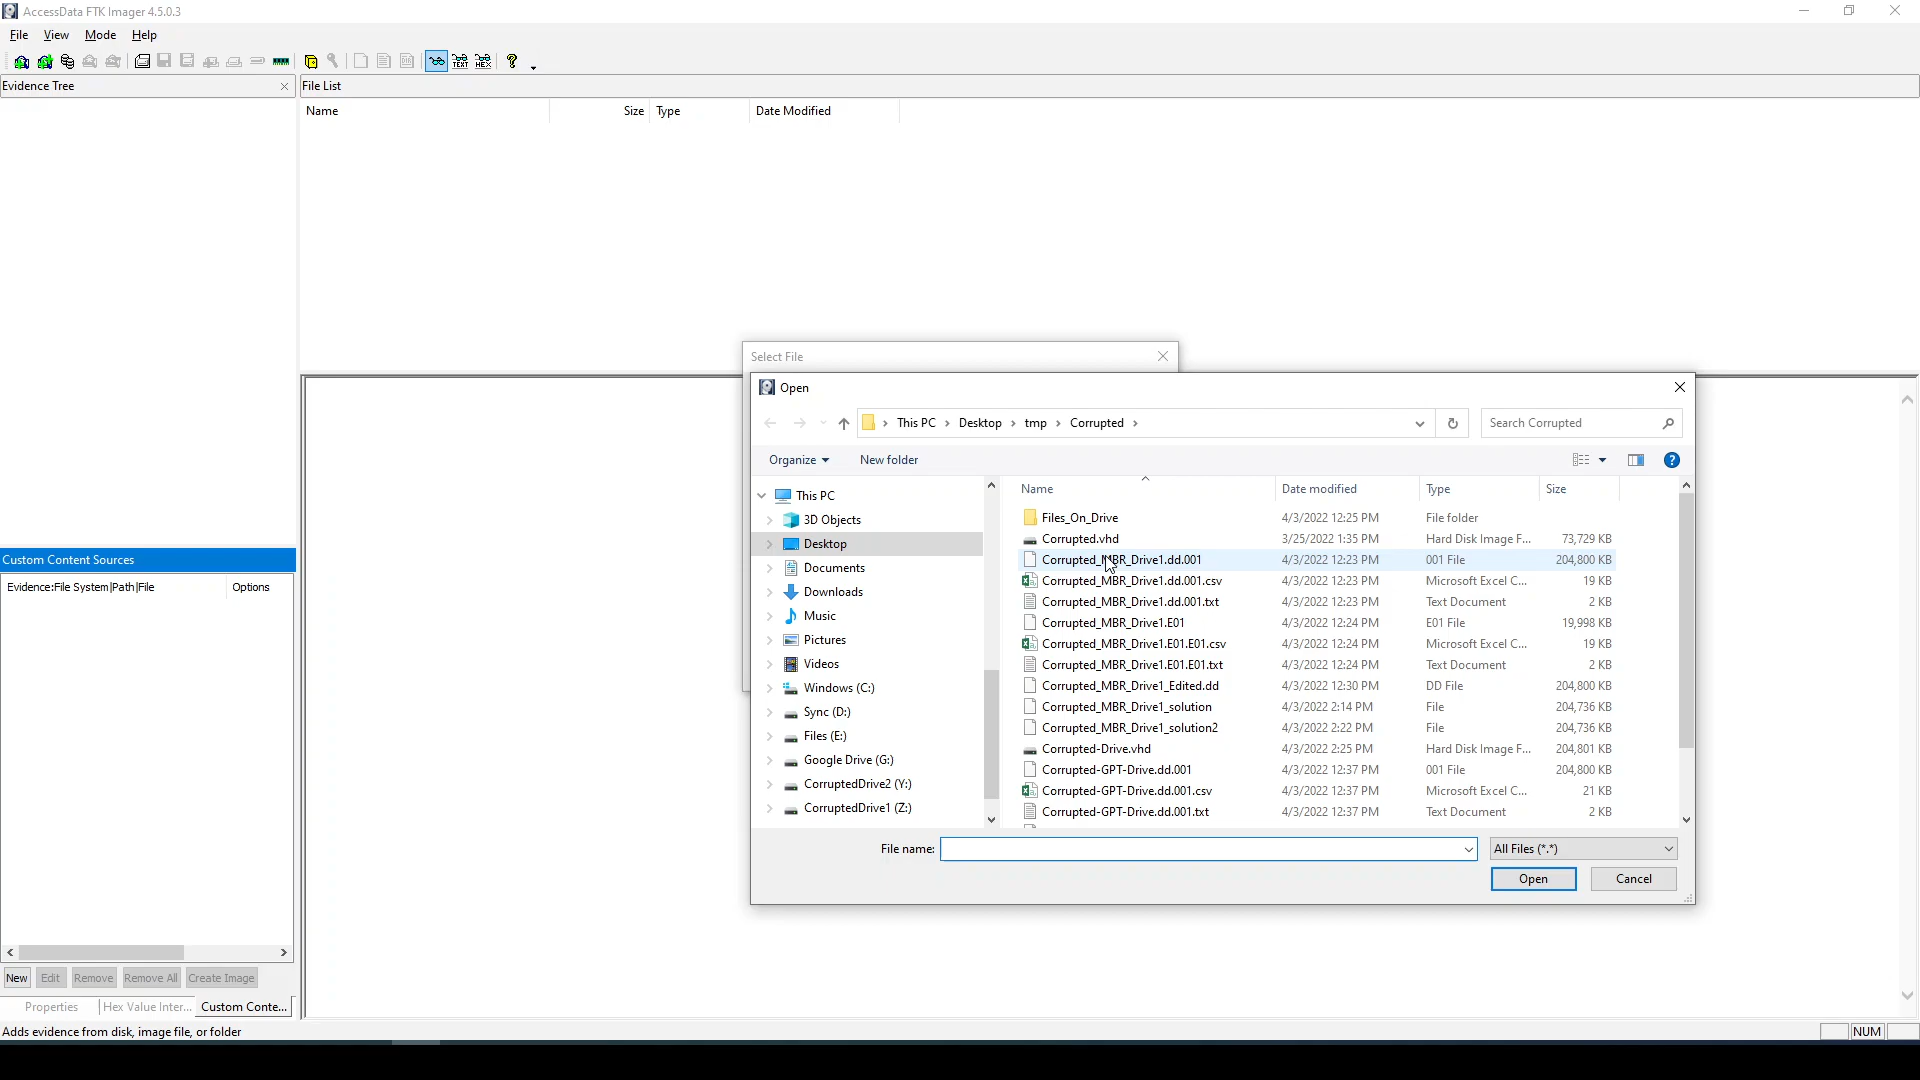 AccessData FTK Imager 4.5.0.3
File View Mode Help
TEXT HEX
Evidence Tree
File List
Name Size Type Date Modified
Select File
Open
This PC Desktop tmp Corrupted
Search Corrupted
Organize New folder
Name Date modified Type Size
This PC
3D Objects
Desktop
Documents
Downloads
Music
Pictures
Videos
Windows (C:)
Sync (D:)
Files (E:)
Google Drive (G:)
CorruptedDrive2 (Y:)
CorruptedDrive1 (Z:)
Files_On_Drive 4/3/2022 12:25 PM File folder
Corrupted.vhd 3/25/2022 1:35 PM Hard Disk Image F... 73,729 KB
Corrupted_MBR_Drive1.dd.001 4/3/2022 12:23 PM 001 File 204,800 KB
Corrupted_MBR_Drive1.dd.001.csv 4/3/2022 12:23 PM Microsoft Excel C... 19 KB
Corrupted_MBR_Drive1.dd.001.txt 4/3/2022 12:23 PM Text Document 2 KB
Corrupted_MBR_Drive1.E01 4/3/2022 12:24 PM E01 File 19,998 KB
Corrupted_MBR_Drive1.E01.E01.csv 4/3/2022 12:24 PM Microsoft Excel C... 19 KB
Corrupted_MBR_Drive1.E01.E01.txt 4/3/2022 12:24 PM Text Document 2 KB
Corrupted_MBR_Drive1_Edited.dd 4/3/2022 12:30 PM DD File 204,800 KB
Corrupted_MBR_Drive1_solution 4/3/2022 2:14 PM File 204,736 KB
Corrupted_MBR_Drive1_solution2 4/3/2022 2:22 PM File 204,736 KB
Corrupted-Drive.vhd 4/3/2022 2:25 PM Hard Disk Image F... 204,801 KB
Corrupted-GPT-Drive.dd.001 4/3/2022 12:37 PM 001 File 204,800 KB
Corrupted-GPT-Drive.dd.001.csv 4/3/2022 12:37 PM Microsoft Excel C... 21 KB
Corrupted-GPT-Drive.dd.001.txt 4/3/2022 12:37 PM Text Document 2 KB
File name: All Files (*.*)
Open Cancel
Custom Content Sources
Evidence:File System|Path|File Options
New Edit Remove Remove All Create Image
Properties Hex Value Inter... Custom Conte...
Adds evidence from disk, image file, or folder
NUM